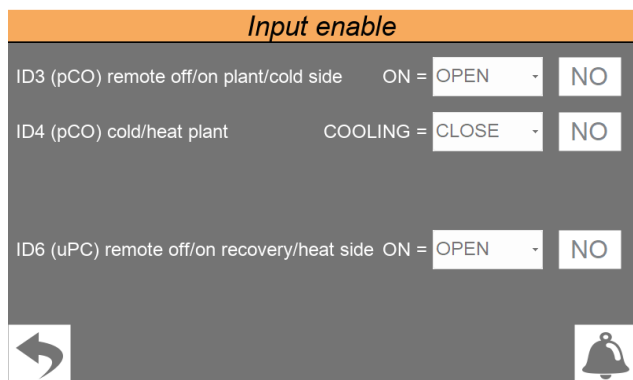 Input enable
ID3 (pCO) remote off/on plant/cold side ON = OPEN NO
ID4 (pCO) cold/heat plant COOLING = CLOSE NO
ID6 (uPC) remote off/on recovery/heat side ON = OPEN NO